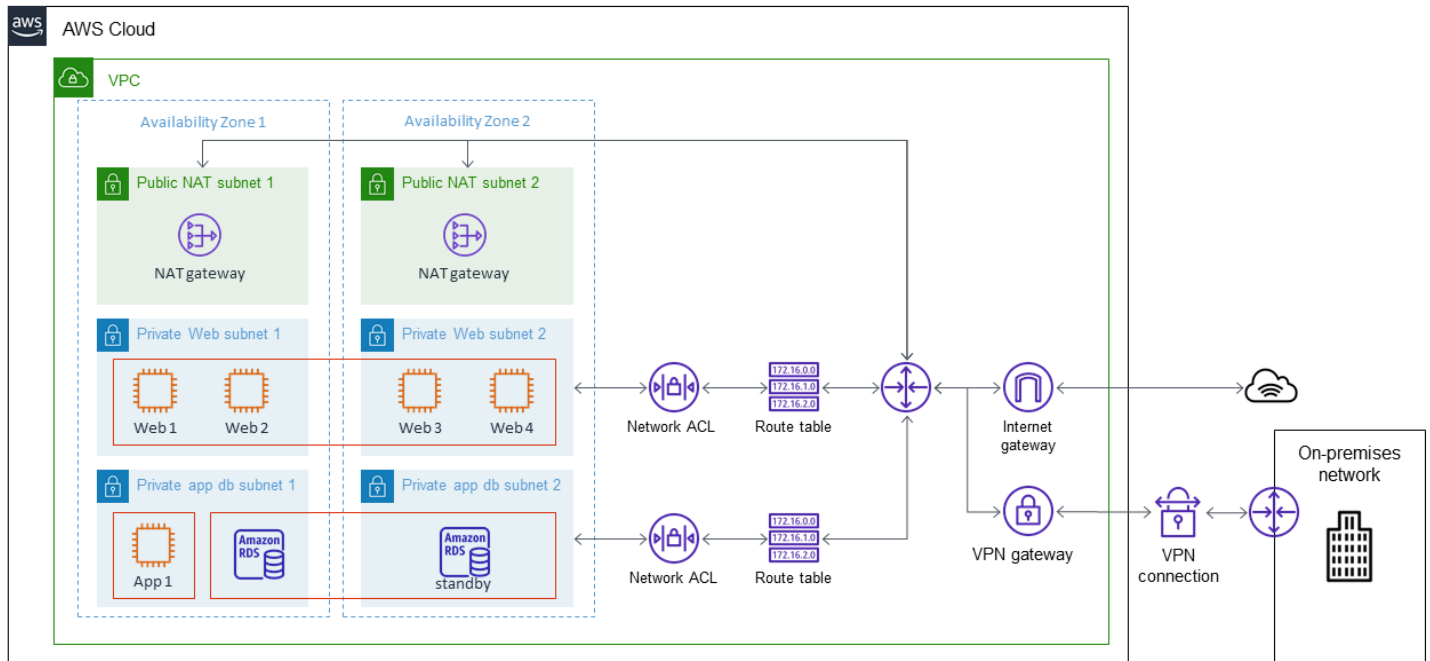 aws
AWS Cloud
VPC
Availability Zone 1
Availability Zone 2
Public NAT subnet 1
Public NAT subnet 2
NAT gateway
NAT gateway
Private Web subnet 1
Private Web subnet 2
Web 1
Web 2
Web 3
Web 4
172.16.0.0
172.16.1.0
172.16.2.0
Network ACL
Route table
Internet
gateway
On-premises
network
Private app db subnet 1
Private app db subnet 2
App 1
Amazon
RDS
Amazon
RDS
standby
172.16.0.0
172.16.1.0
172.16.2.0
Network ACL
Route table
VPN gateway
VPN
connection